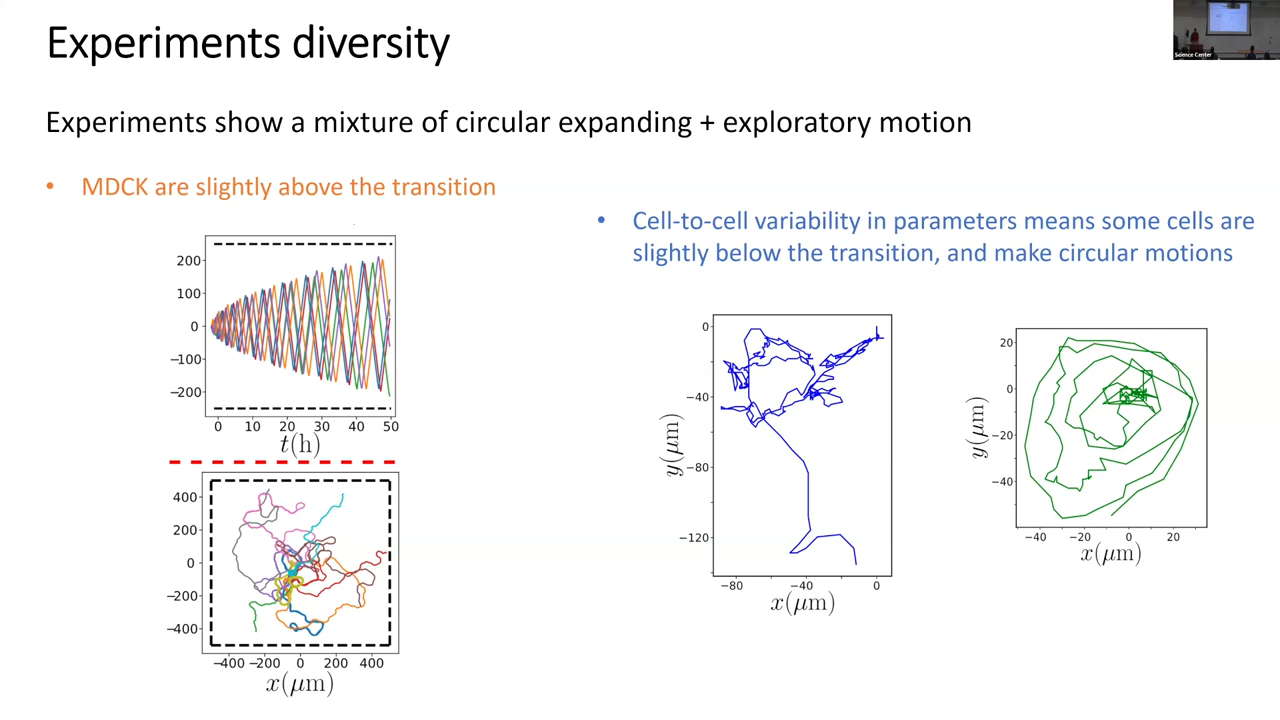 Experiments diversity
Science Center
Experiments show a mixture of circular expanding + exploratory motion
• MDCK are slightly above the transition
• Cell-to-cell variability in parameters means some cells are
slightly below the transition, and make circular motions
200
100
0
−100
−200
0 10 20 30 40 50
t(h)
400
200
0
−200
−400
−400 −200 0 200 400
x(μm)
0
−40
−80
−120
y(μm)
−80 −40 0
x(μm)
20
0
−20
−40
y(μm)
−40 −20 0 20
x(μm)